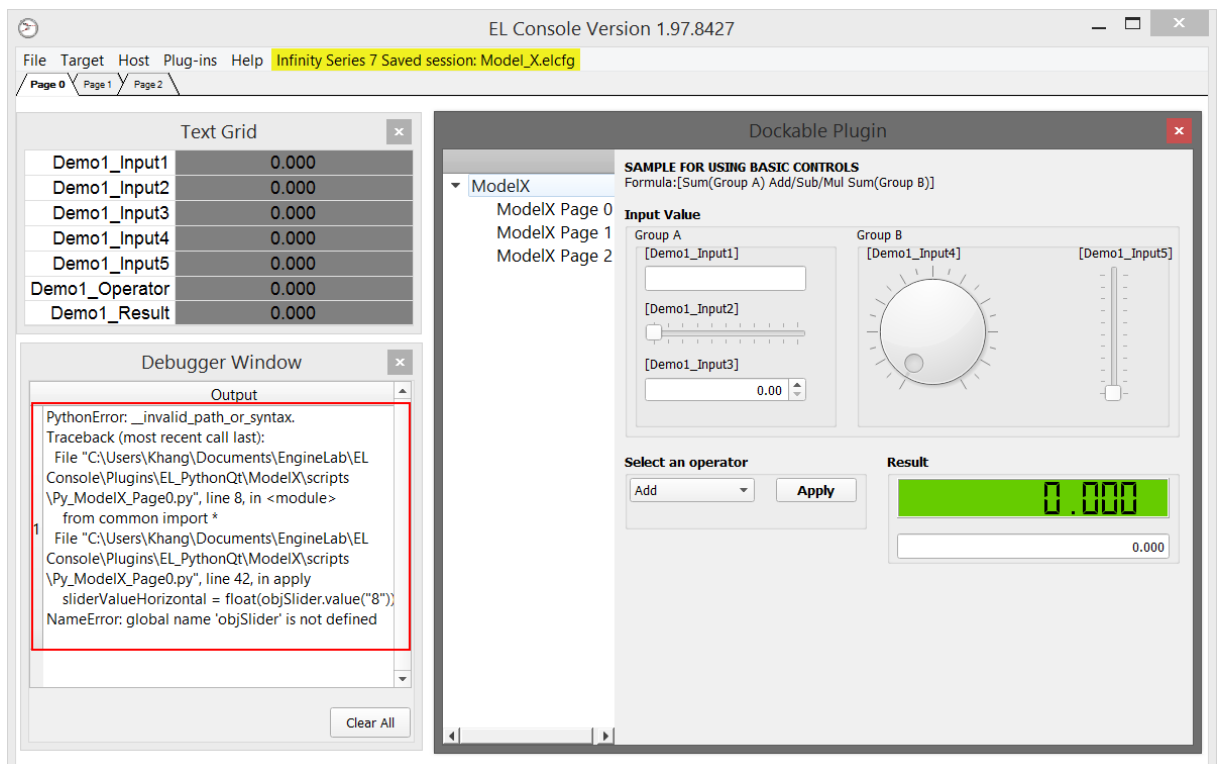 EL Console Version 1.97.8427
File Target Host Plug-ins Help Infinity Series 7 Saved session: Model_X.elcfg
Page 0 Page 1 Page 2
Text Grid
Demo1_Input1 0.000
Demo1_Input2 0.000
Demo1_Input3 0.000
Demo1_Input4 0.000
Demo1_Input5 0.000
Demo1_Operator 0.000
Demo1_Result 0.000
Debugger Window
Output
1
PythonError: __invalid_path_or_syntax.
Traceback (most recent call last):
File "C:\Users\Khang\Documents\EngineLab\EL
Console\Plugins\EL_PythonQt\ModelX\scripts
\Py_ModelX_Page0.py", line 8, in <module>
from common import *
File "C:\Users\Khang\Documents\EngineLab\EL
Console\Plugins\EL_PythonQt\ModelX\scripts
\Py_ModelX_Page0.py", line 42, in apply
sliderValueHorizontal = float(objSlider.value("8"))
NameError: global name 'objSlider' is not defined
Clear All
Dockable Plugin
ModelX
ModelX Page 0
ModelX Page 1
ModelX Page 2
SAMPLE FOR USING BASIC CONTROLS
Formula:[Sum(Group A) Add/Sub/Mul Sum(Group B)]
Input Value
Group A
[Demo1_Input1]
[Demo1_Input2]
[Demo1_Input3]
0.00
Group B
[Demo1_Input4] [Demo1_Input5]
Select an operator
Add Apply
Result
0.000
0.000